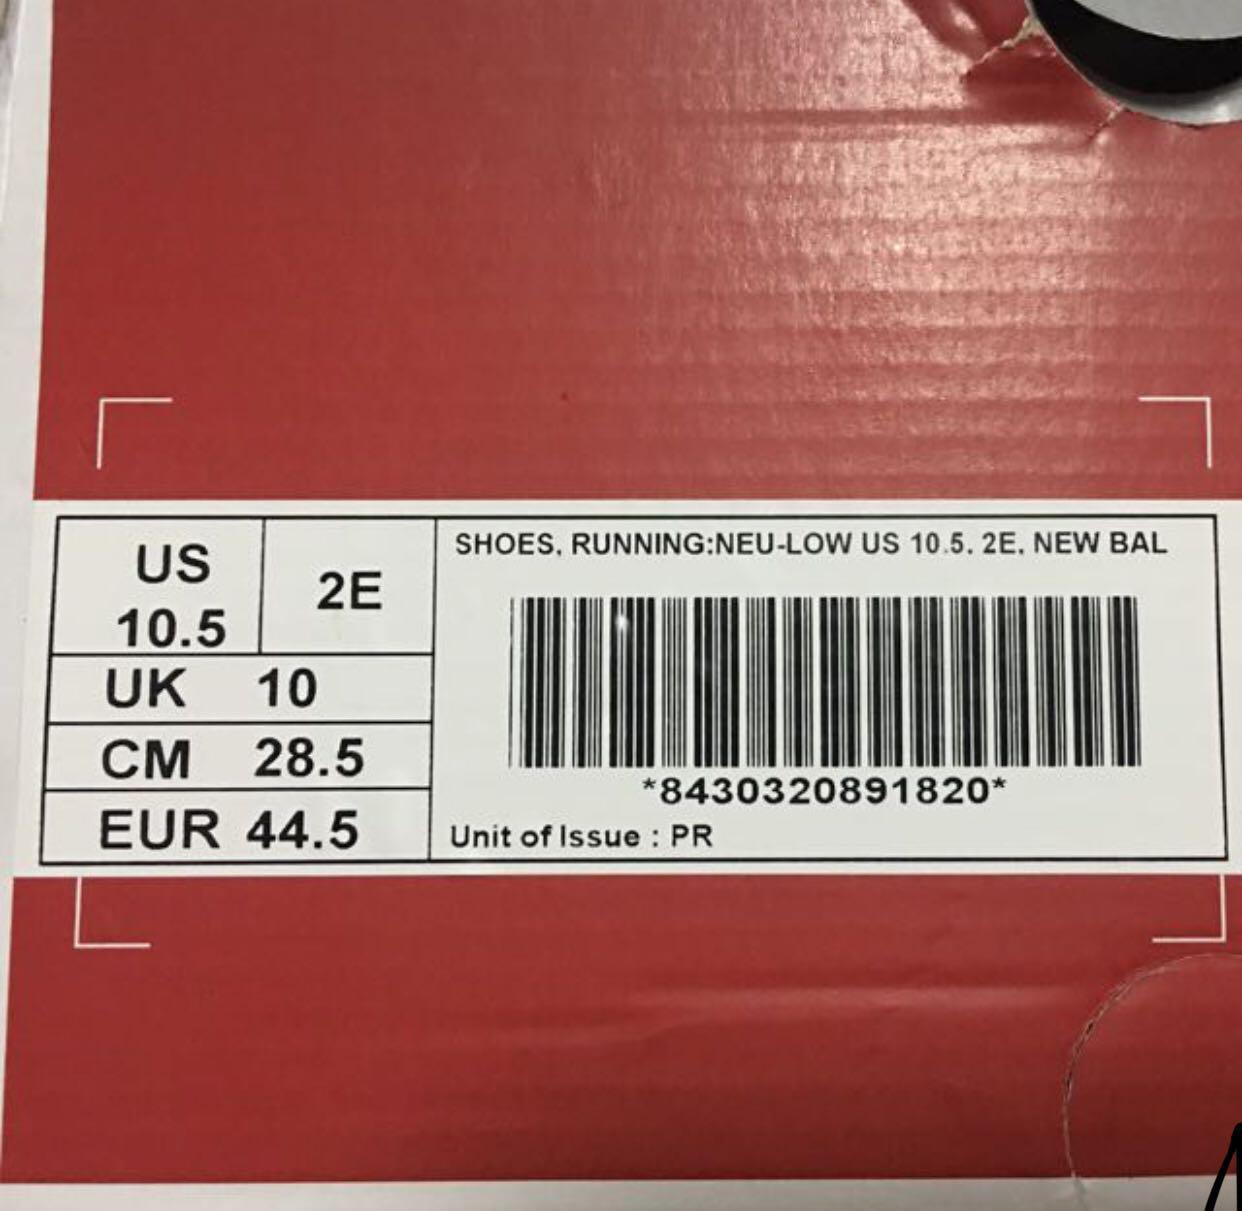 US
10.5
2E
UK 10
CM 28.5
EUR 44.5
SHOES, RUNNING:NEU-LOW US 10.5. 2E, NEW BAL
*8430320891820*
Unit of Issue : PR